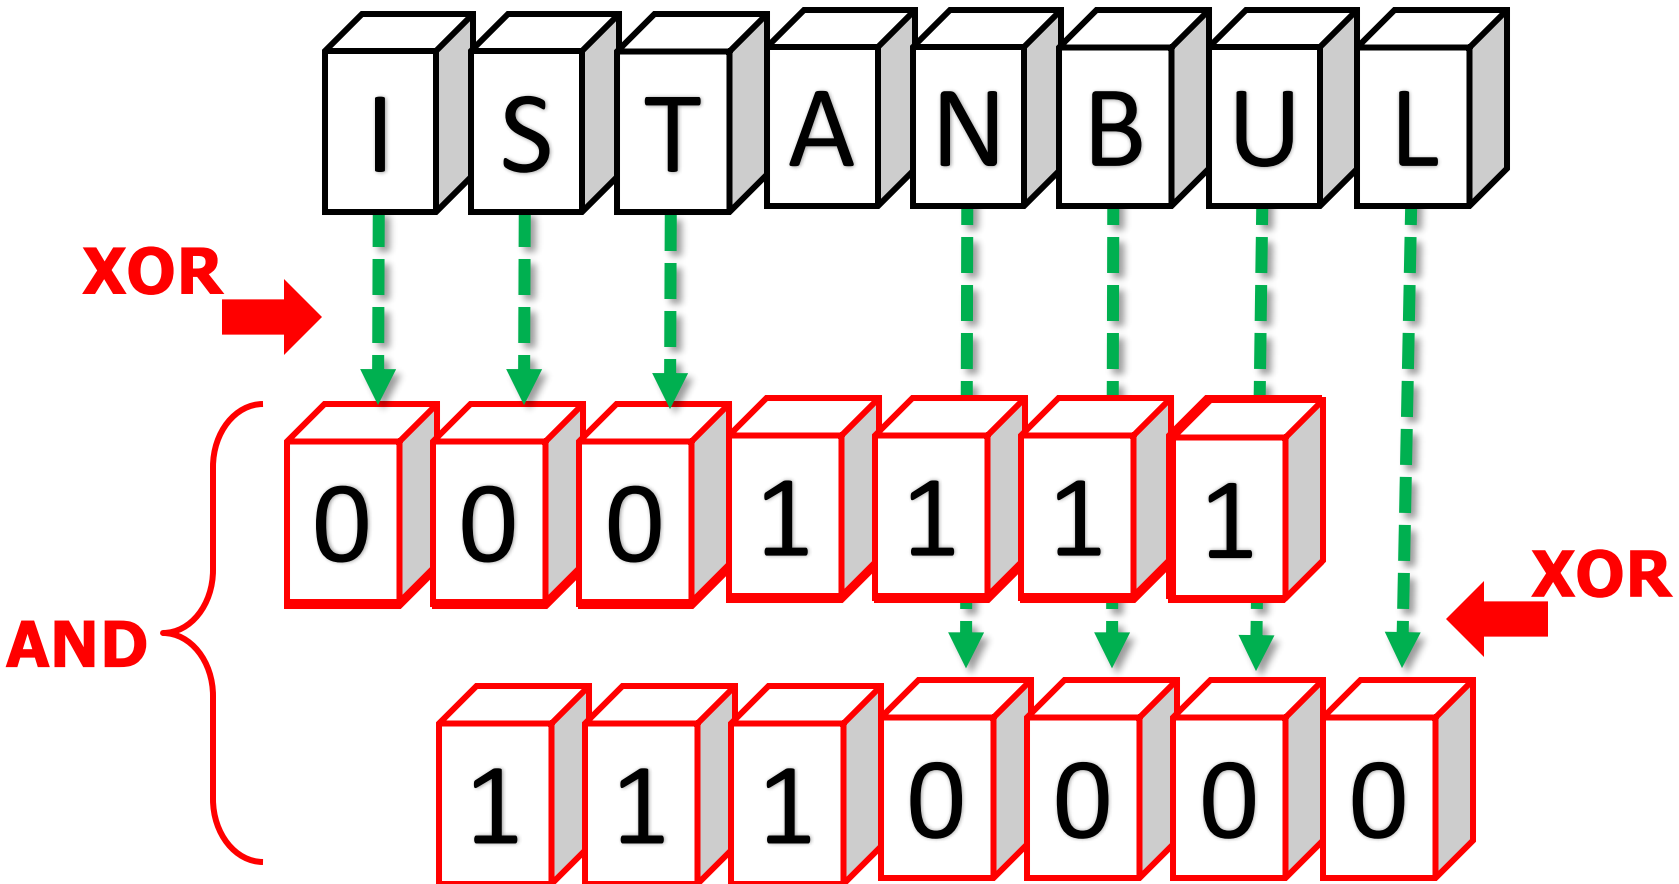 ISTANBUL
XOR
0001111
XOR
AND
1110000